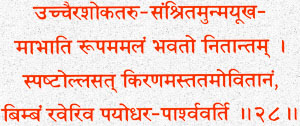 उच्चैरशोकतरु-संश्रितमुन्मयूख-
माभाति रूपममलं भवतो नितान्तम् ।
स्पष्टोल्लसत् किरणमस्ततमोवितानं,
बिम्बं रवेरिव पयोधर-पार्श्ववर्ति ॥२८॥